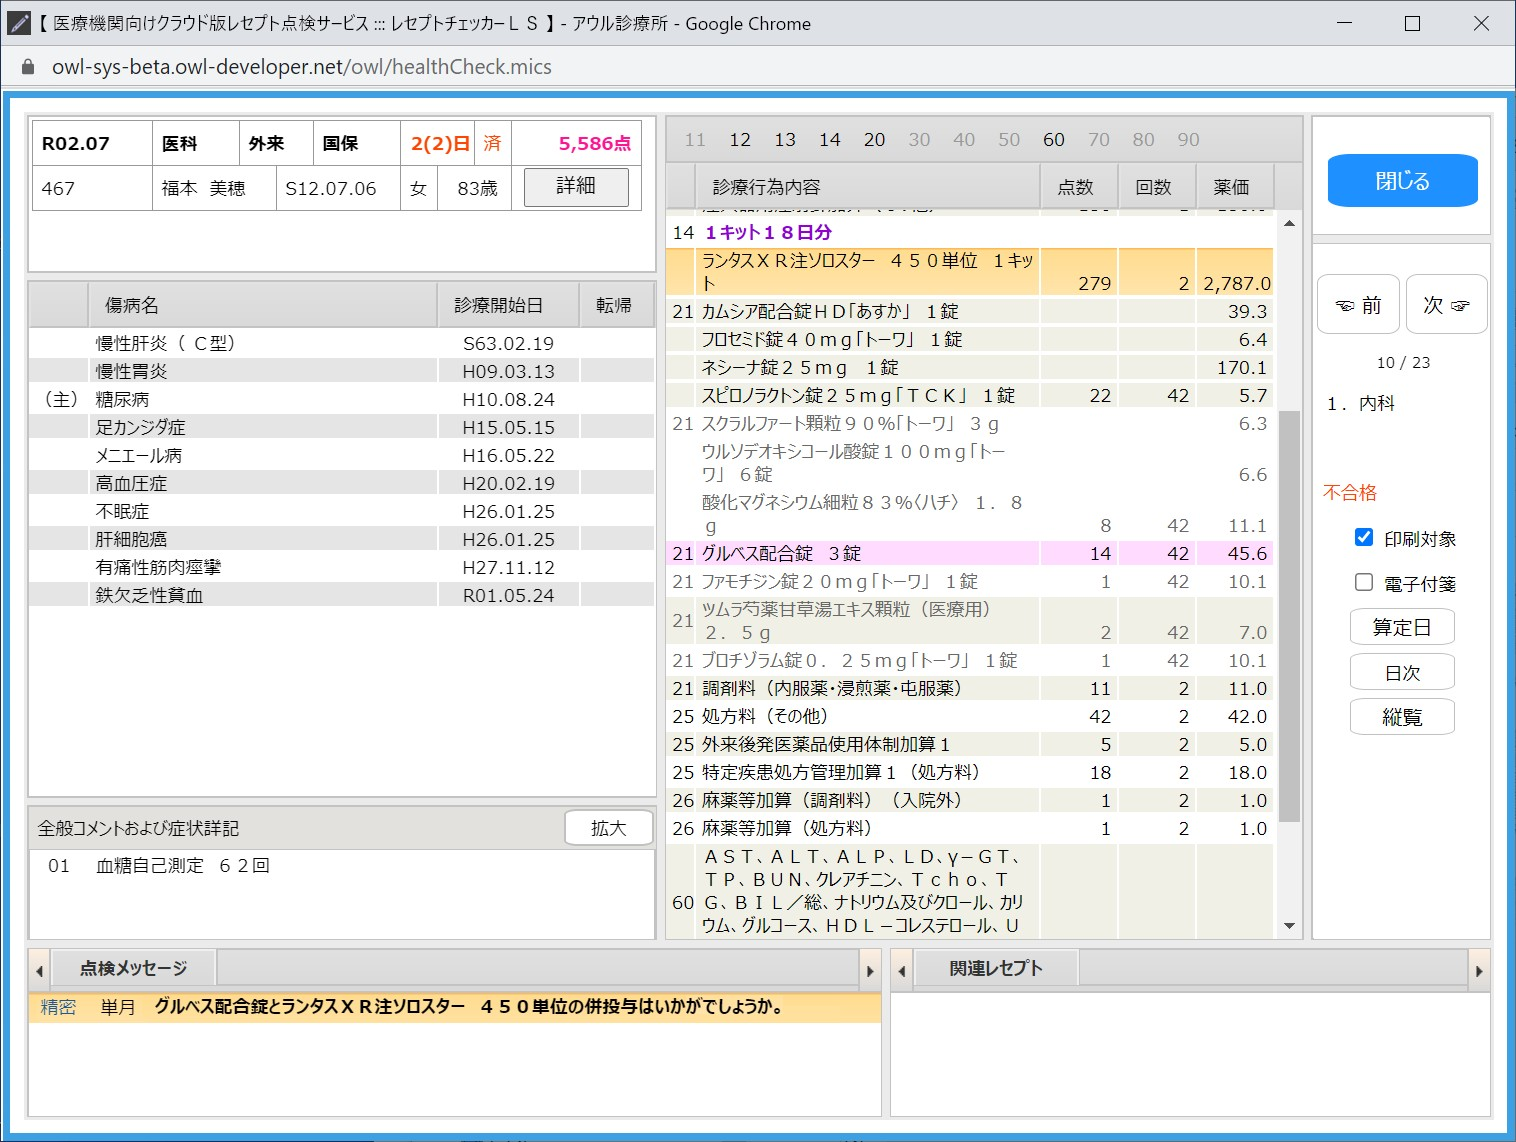 【 医療機関向けクラウド版レセプト点検サービス ::: レセプトチェッカーＬＳ 】 - アウル診療所 - Google Chrome
owl-sys-beta.owl-developer.net/owl/healthCheck.mics
R02.07 医科 外来 国保 2(2)日 済 5,586点
467 福本 美穂 S12.07.06 女 83歳 詳細
傷病名 診療開始日 転帰
慢性肝炎（Ｃ型） S63.02.19
慢性胃炎 H09.03.13
（主） 糖尿病 H10.08.24
足カンジダ症 H15.05.15
メニエール病 H16.05.22
高血圧症 H20.02.19
不眠症 H26.01.25
肝細胞癌 H26.01.25
有痛性筋肉痙攣 H27.11.12
鉄欠乏性貧血 R01.05.24
全般コメントおよび症状詳記 拡大
01 血糖自己測定　６２回
11 12 13 14 20 30 40 50 60 70 80 90
診療行為内容 点数 回数 薬価
14 １キット１８日分
ランタスＸＲ注ソロスター　４５０単位　１キッ
ト 279 2 2,787.0
21 カムシア配合錠ＨＤ「あすか」　１錠 39.3
フロセミド錠４０ｍｇ「トーワ」　１錠 6.4
ネシーナ錠２５ｍｇ　１錠 170.1
スピロノラクトン錠２５ｍｇ「ＴＣＫ」　１錠 22 42 5.7
21 スクラルファート顆粒９０％「トーワ」　３ｇ 6.3
ウルソデオキシコール酸錠１００ｍｇ「トー
ワ」　６錠 6.6
酸化マグネシウム細粒８３％〈ハチ〉　１．８
ｇ 8 42 11.1
21 グルベス配合錠　３錠 14 42 45.6
21 ファモチジン錠２０ｍｇ「トーワ」　１錠 1 42 10.1
21 ツムラ芍薬甘草湯エキス顆粒（医療用）
２．５ｇ 2 42 7.0
21 ブロチゾラム錠０．２５ｍｇ「トーワ」　１錠 1 42 10.1
21 調剤料（内服薬・浸煎薬・屯服薬） 11 2 11.0
25 処方料（その他） 42 2 42.0
25 外来後発医薬品使用体制加算１ 5 2 5.0
25 特定疾患処方管理加算１（処方料） 18 2 18.0
26 麻薬等加算（調剤料）（入院外） 1 2 1.0
26 麻薬等加算（処方料） 1 2 1.0
ＡＳＴ、ＡＬＴ、ＡＬＰ、ＬＤ、γ－ＧＴ、
ＴＰ、ＢＵＮ、クレアチニン、Ｔｃｈｏ、Ｔ
60 Ｇ、ＢＩＬ／総、ナトリウム及びクロール、カリ
ウム、グルコース、ＨＤＬ－コレステロール、Ｕ
閉じる
☜ 前 次 ☞
10 / 23
１．内科
不合格
印刷対象
電子付箋
算定日
日次
縦覧
点検メッセージ
精密 単月 グルベス配合錠とランタスＸＲ注ソロスター　４５０単位の併投与はいかがでしょうか。
関連レセプト